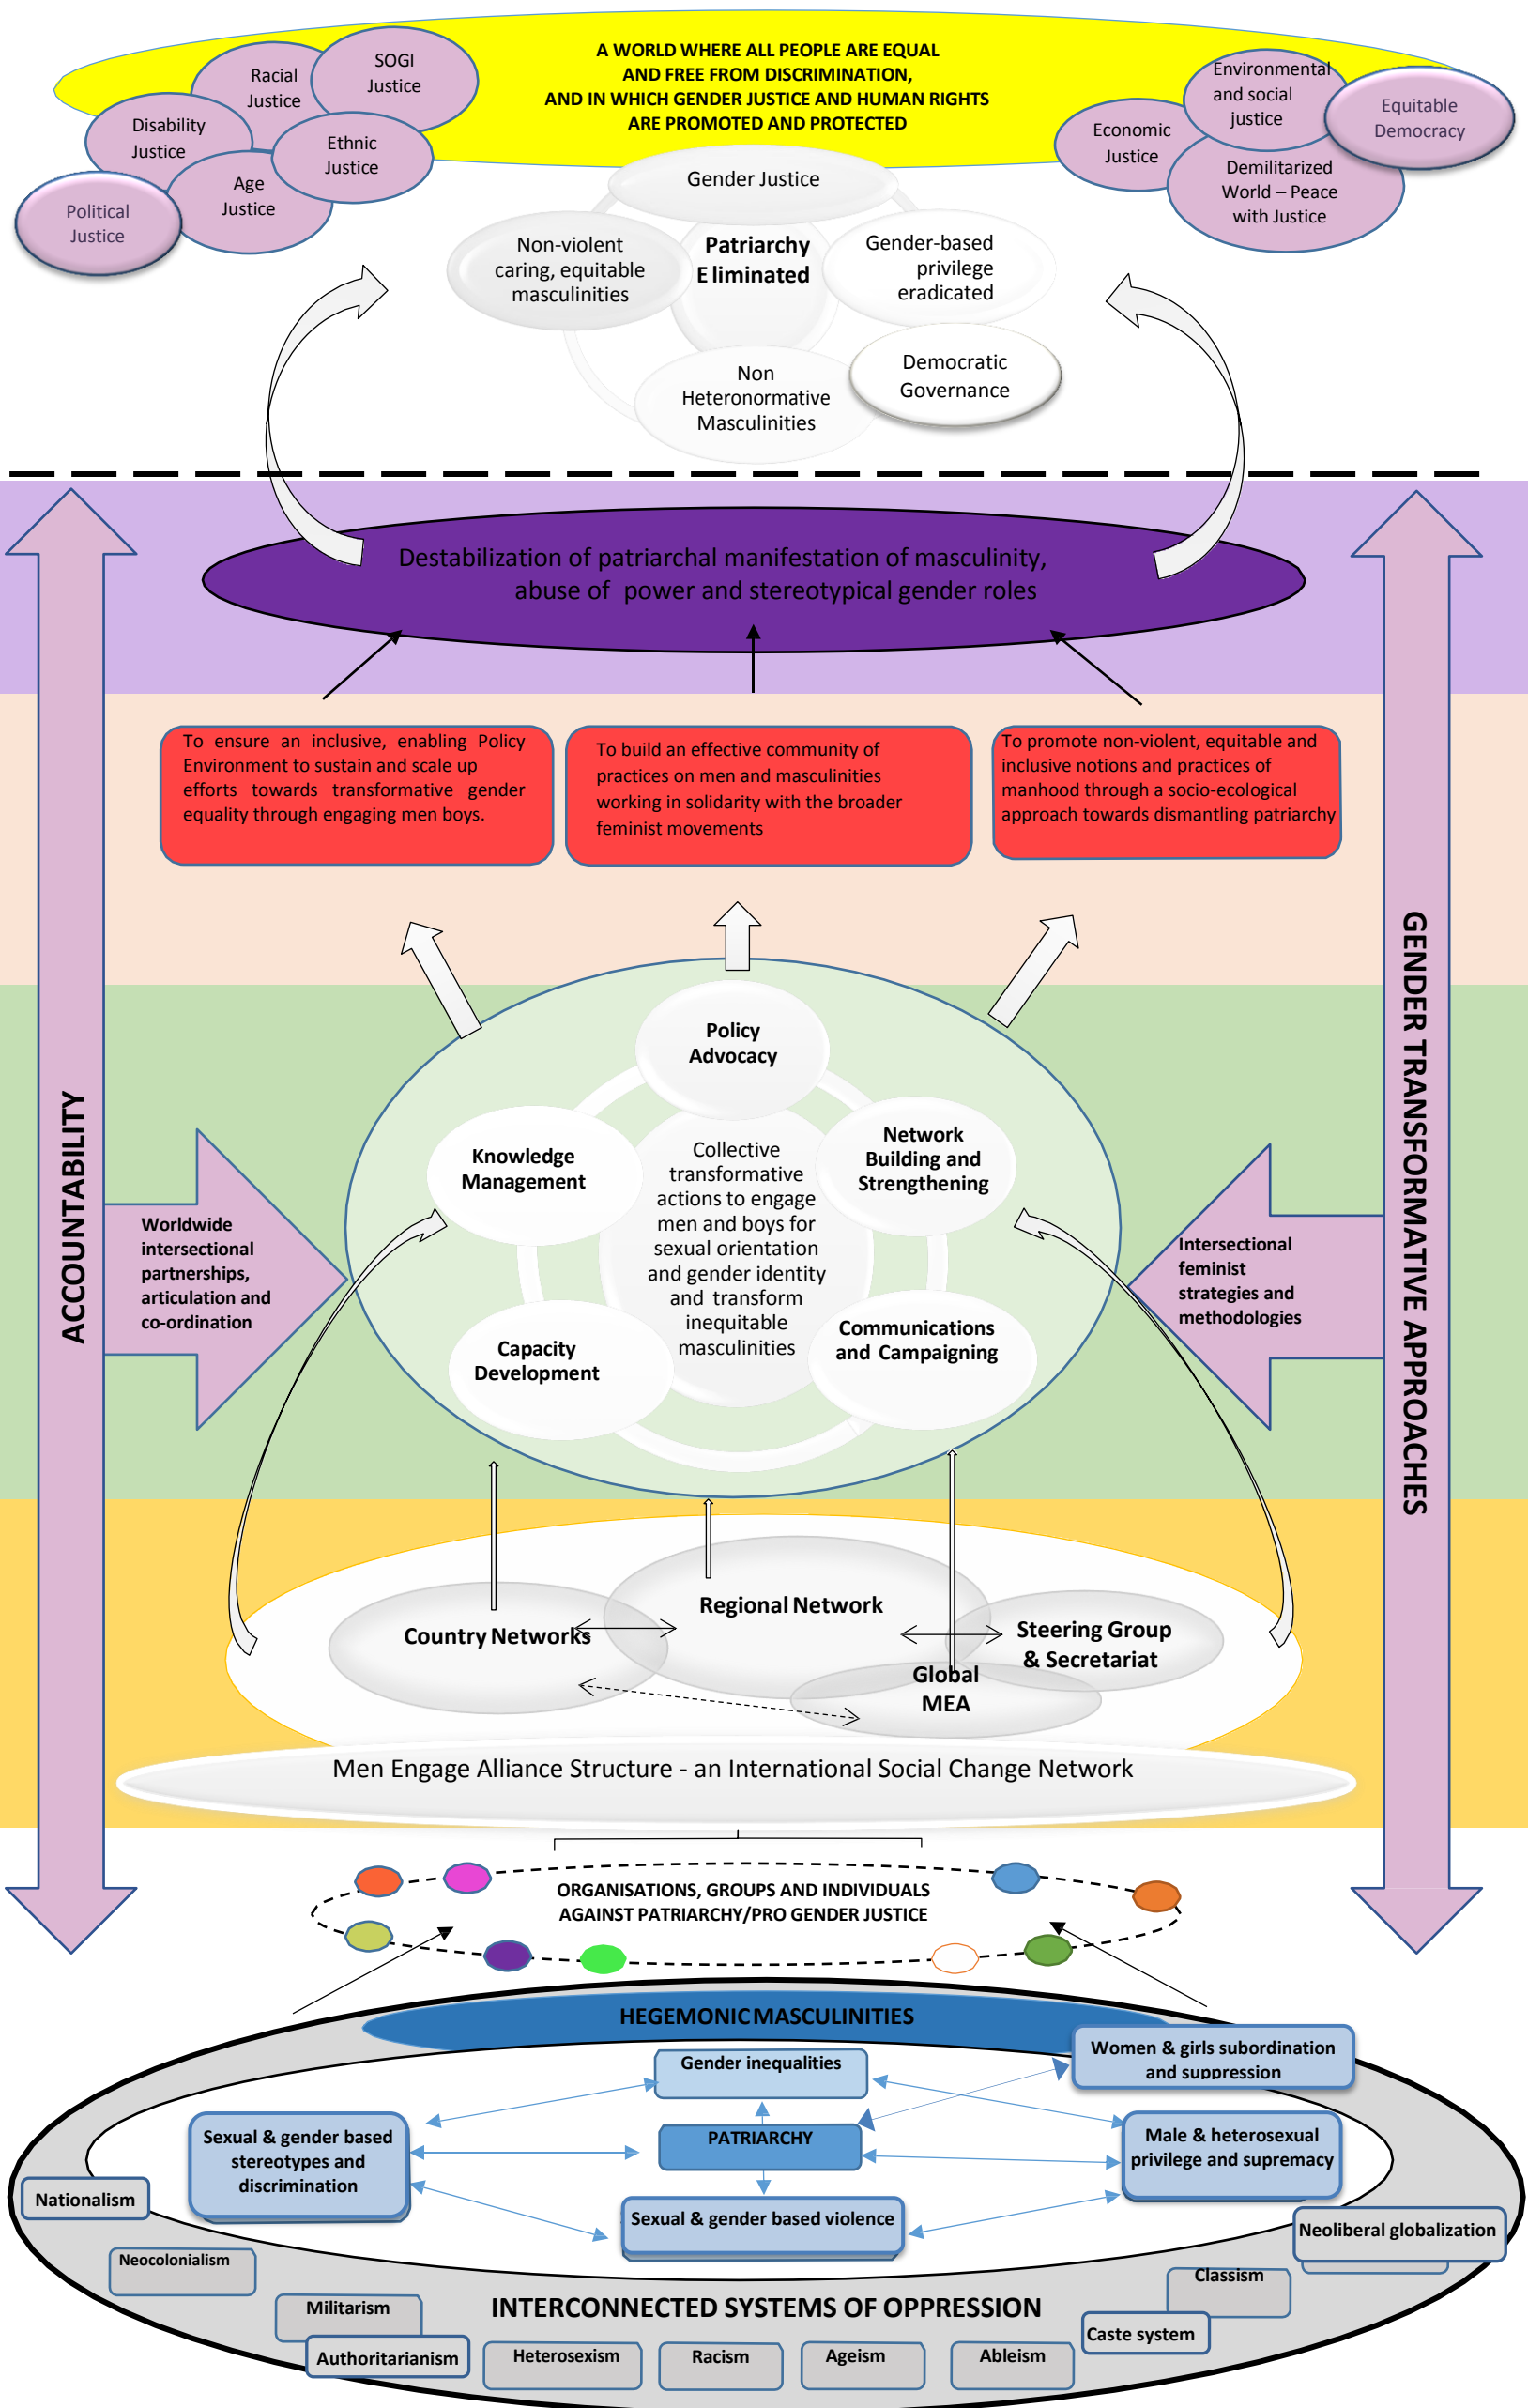 A WORLD WHERE ALL PEOPLE ARE EQUAL
AND FREE FROM DISCRIMINATION,
AND IN WHICH GENDER JUSTICE AND HUMAN RIGHTS
ARE PROMOTED AND PROTECTED
SOGI
Justice
Racial
Justice
Disability
Justice
Ethnic
Justice
Age
Justice
Political
Justice
Environmental
and social
justice
Equitable
Democracy
Economic
Justice
Demilitarized
World – Peace
with Justice
Gender Justice
Non-violent
caring, equitable
masculinities
Patriarchy
Eliminated
Gender-based
privilege
eradicated
Democratic
Governance
Non
Heteronormative
Masculinities
Destabilization of patriarchal manifestation of masculinity,
abuse of power and stereotypical gender roles
To ensure an inclusive, enabling Policy
Environment to sustain and scale up
efforts towards transformative gender
equality through engaging men boys.
To build an effective community of
practices on men and masculinities
working in solidarity with the broader
feminist movements
To promote non-violent, equitable and
inclusive notions and practices of
manhood through a socio-ecological
approach towards dismantling patriarchy
ACCOUNTABILITY
GENDER TRANSFORMATIVE APPROACHES
Policy
Advocacy
Knowledge
Management
Network
Building and
Strengthening
Collective
transformative
actions to engage
men and boys for
sexual orientation
and gender identity
and transform
inequitable
masculinities
Capacity
Development
Communications
and Campaigning
Worldwide
intersectional
partnerships,
articulation and
co-ordination
Intersectional
feminist
strategies and
methodologies
Regional Network
Country Networks
Steering Group
& Secretariat
Global
MEA
Men Engage Alliance Structure - an International Social Change Network
ORGANISATIONS, GROUPS AND INDIVIDUALS
AGAINST PATRIARCHY/PRO GENDER JUSTICE
HEGEMONIC MASCULINITIES
Gender inequalities
Women & girls subordination
and suppression
Sexual & gender based
stereotypes and
discrimination
PATRIARCHY
Male & heterosexual
privilege and supremacy
Sexual & gender based violence
Nationalism
Neoliberal globalization
Neocolonialism
Classism
Militarism
INTERCONNECTED SYSTEMS OF OPPRESSION
Caste system
Authoritarianism
Heterosexism
Racism
Ageism
Ableism